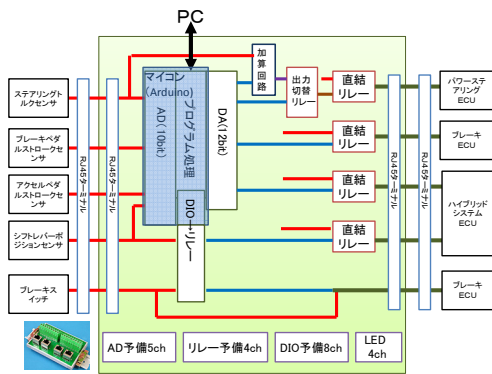 PC
ステアリングト
ルクセンサ
ブレーキペダ
ルストロークセ
ンサ
アクセルペダ
ルストロークセ
ンサ
シフトレバーポ
ジションセンサ
ブレーキス
イッチ
RJ45ターミナル
RJ45ターミナル
マイコン
(Arduino)
AD(10bit)
プログラム処理
DIO→リレー
DA(12bit)
加算回路
出力
切替
リレー
直結
リレー
直結
リレー
直結
リレー
直結
リレー
RJ45ターミナル
RJ45ターミナル
パワーステ
アリング
ECU
ブレーキ
ECU
ハイブリッド
システム
ECU
ブレーキ
ECU
AD予備5ch
リレー予備4ch
DIO予備8ch
LED
4ch